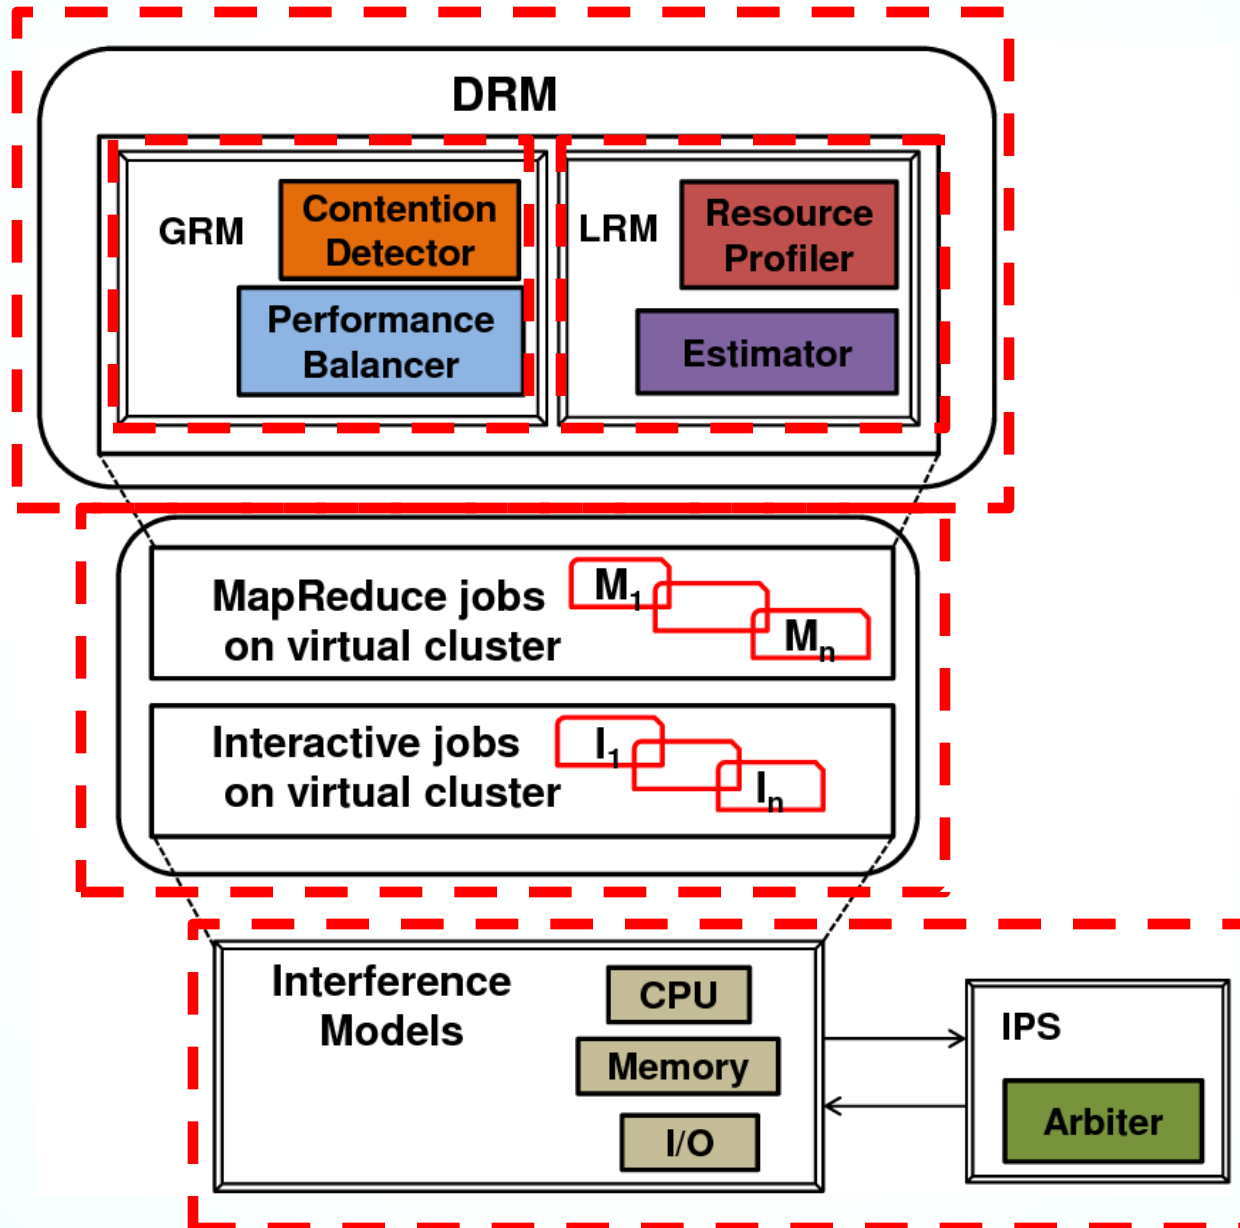 DRM
GRM
Contention
Detector
Performance
Balancer
LRM
Resource
Profiler
Estimator
MapReduce jobs
on virtual cluster
M1
Mn
Interactive jobs
on virtual cluster
I1
In
Interference
Models
CPU
Memory
I/O
IPS
Arbiter